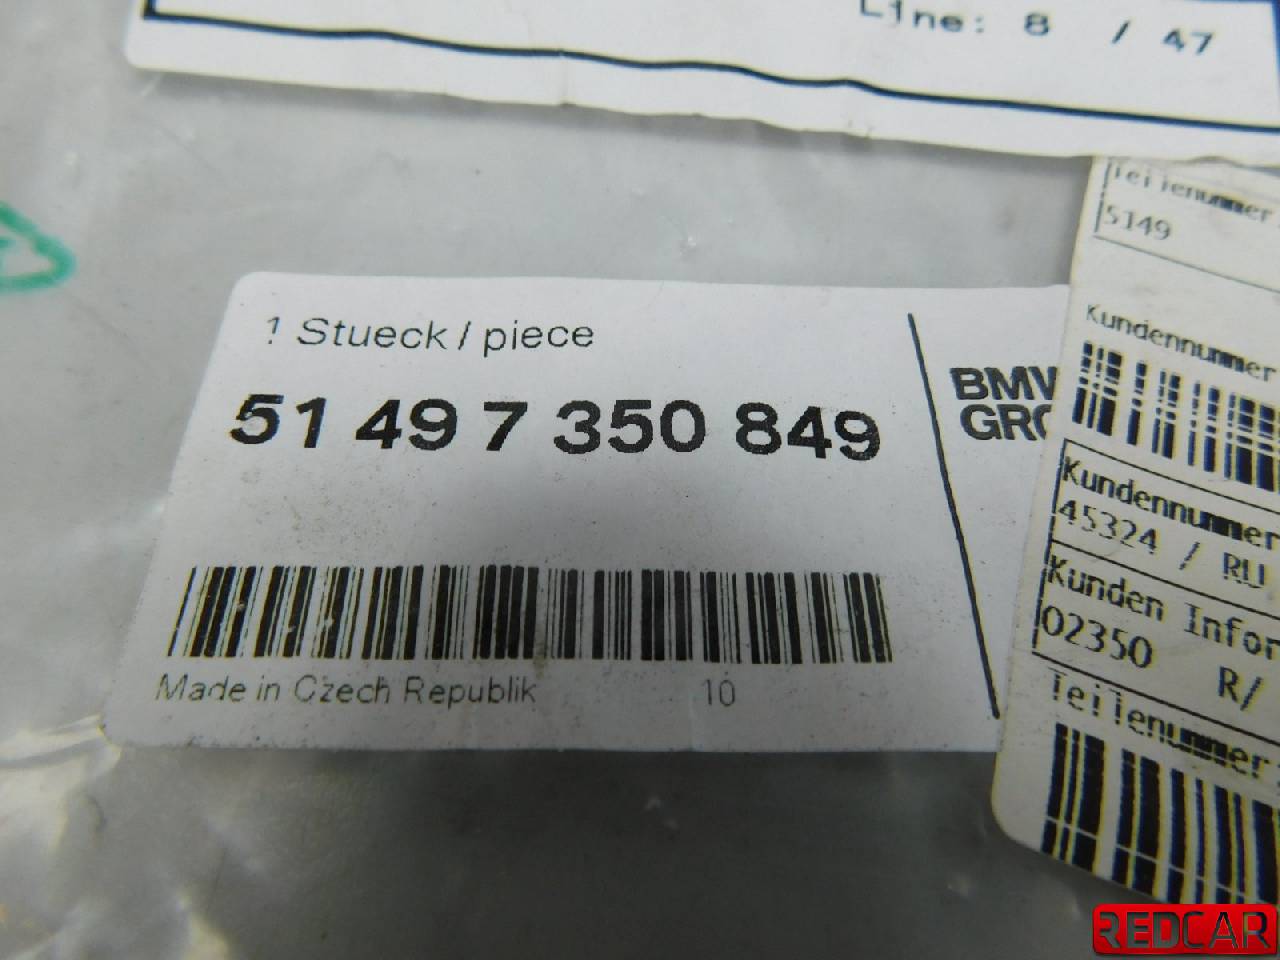 Line: 8 / 47
1 Stueck / piece
51 49 7 350 849
BMW
GRO
Made in Czech Republik 10
Teilenummer
5149
Kundennummer
Kundennummer
45324 / RU
Kunden Infor
02350 R/
Teilenummer
REDCAR